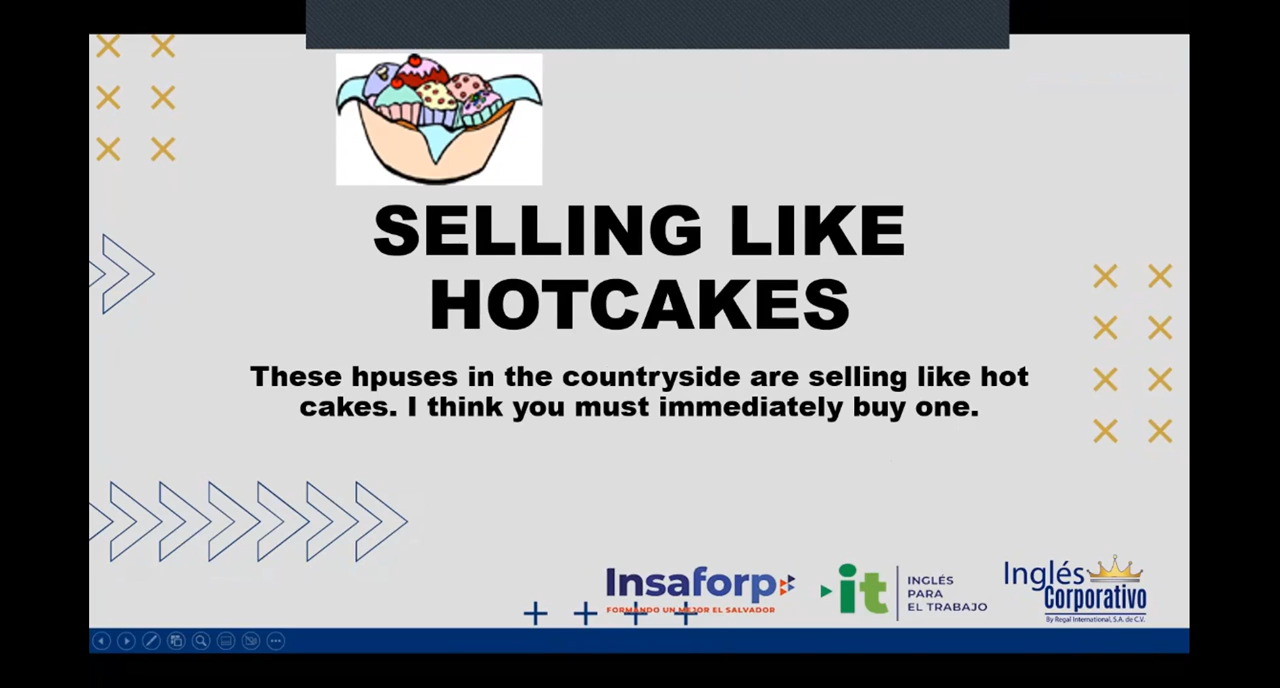 SELLING LIKE
HOTCAKES
These hpuses in the countryside are selling like hot
cakes. I think you must immediately buy one.
Insaforp
FORMANDO UN MEJOR EL SALVADOR
it
INGLÉS
PARA
EL TRABAJO
Inglés
Corporativo
By Regal International, S.A. de C.V.